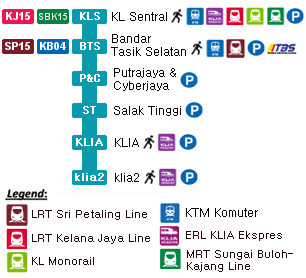 KJ15 SBK15 KLS KL Sentral
SP15 KB04 BTS Bandar
Tasik Selatan TBS
P&C Putrajaya &
Cyberjaya
ST Salak Tinggi
KLIA KLIA
klia2 klia2
Legend:
LRT Sri Petaling Line KTM Komuter
LRT Kelana Jaya Line ERL KLIA Ekspres
KL Monorail MRT Sungai Buloh-
Kajang Line